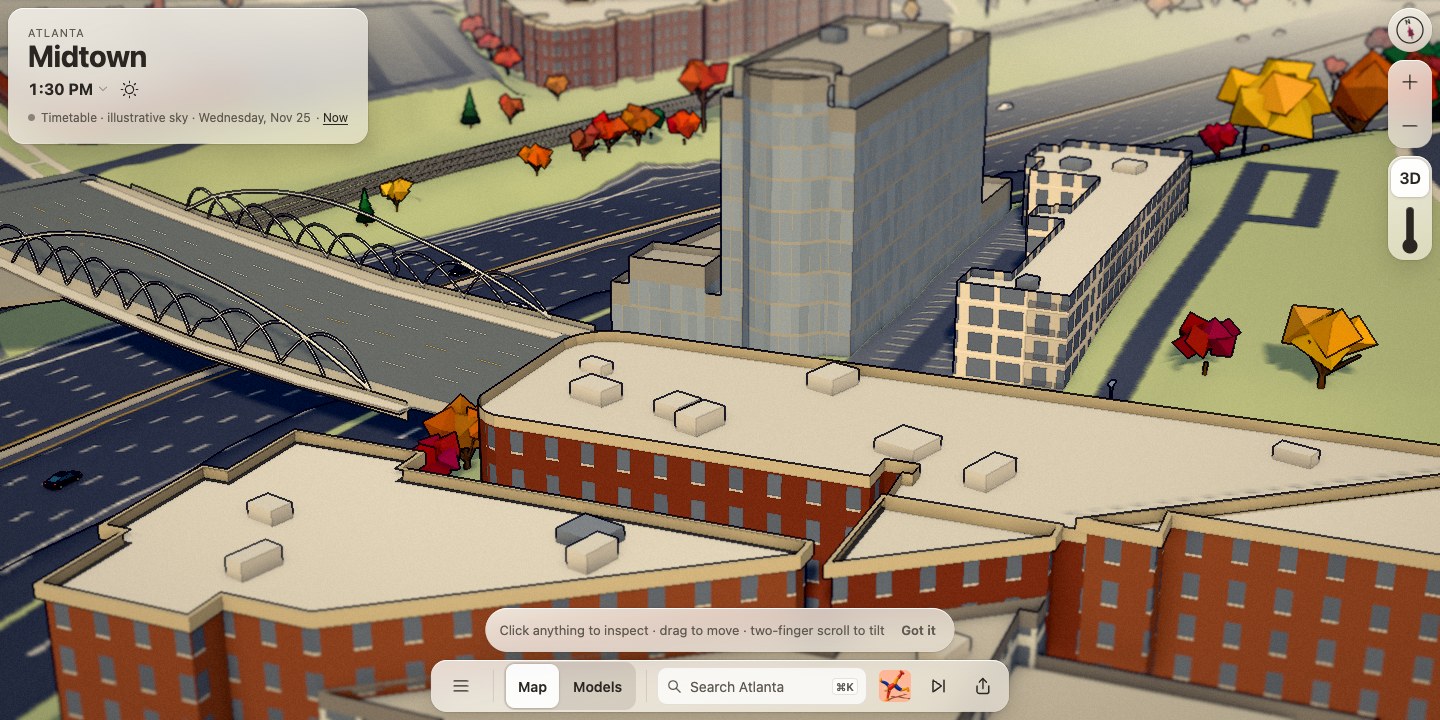 ATLANTA
Midtown
1:30 PM
Timetable · illustrative sky · Wednesday, Nov 25 · Now
N
3D
Click anything to inspect · drag to move · two-finger scroll to tilt Got it
Map Models Search Atlanta ⌘K